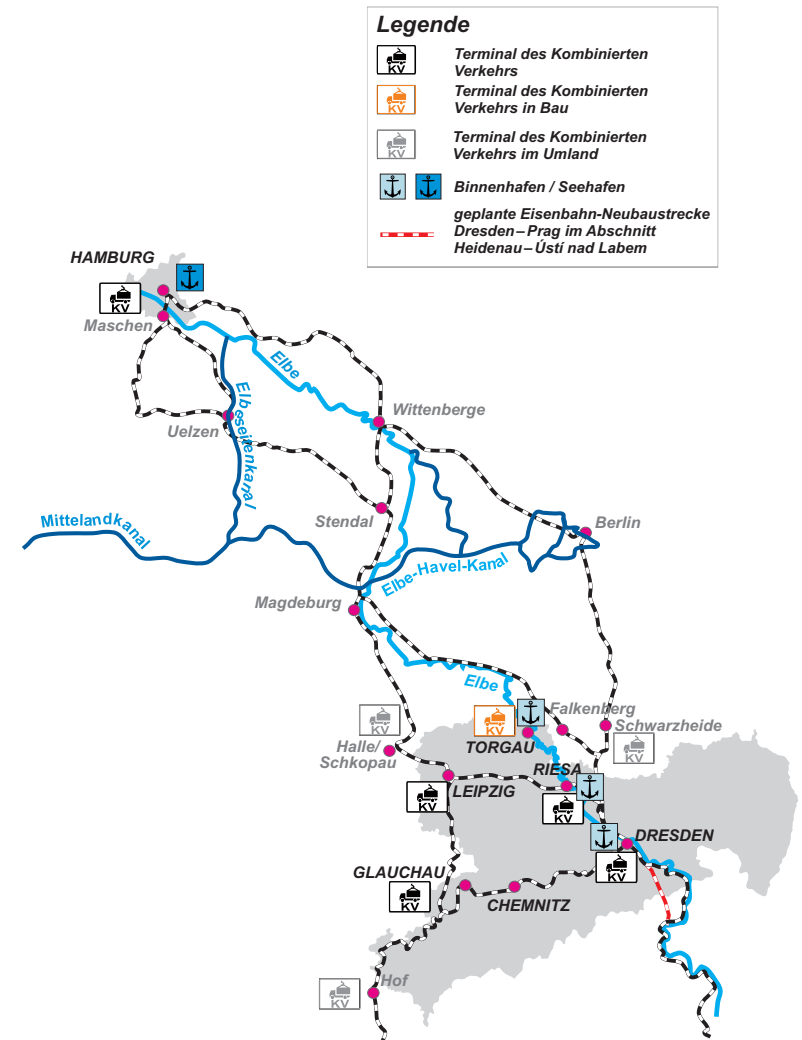 Legende
KV
Terminal des Kombinierten
Verkehrs
KV
Terminal des Kombinierten
Verkehrs in Bau
KV
Terminal des Kombinierten
Verkehrs im Umland
Binnenhafen / Seehafen
geplante Eisenbahn-Neubaustrecke
Dresden–Prag im Abschnitt
Heidenau–Ústí nad Labem
HAMBURG
KV
Maschen
Elbe
Elbeseitenkanal
Wittenberge
Uelzen
Stendal
Mittelandkanal
Berlin
Elbe-Havel-Kanal
Magdeburg
Elbe
KV
KV
Falkenberg
Schwarzheide
TORGAU
KV
Halle/
Schkopau
RIESA
LEIPZIG
KV
KV
DRESDEN
KV
GLAUCHAU
KV
CHEMNITZ
Hof
KV